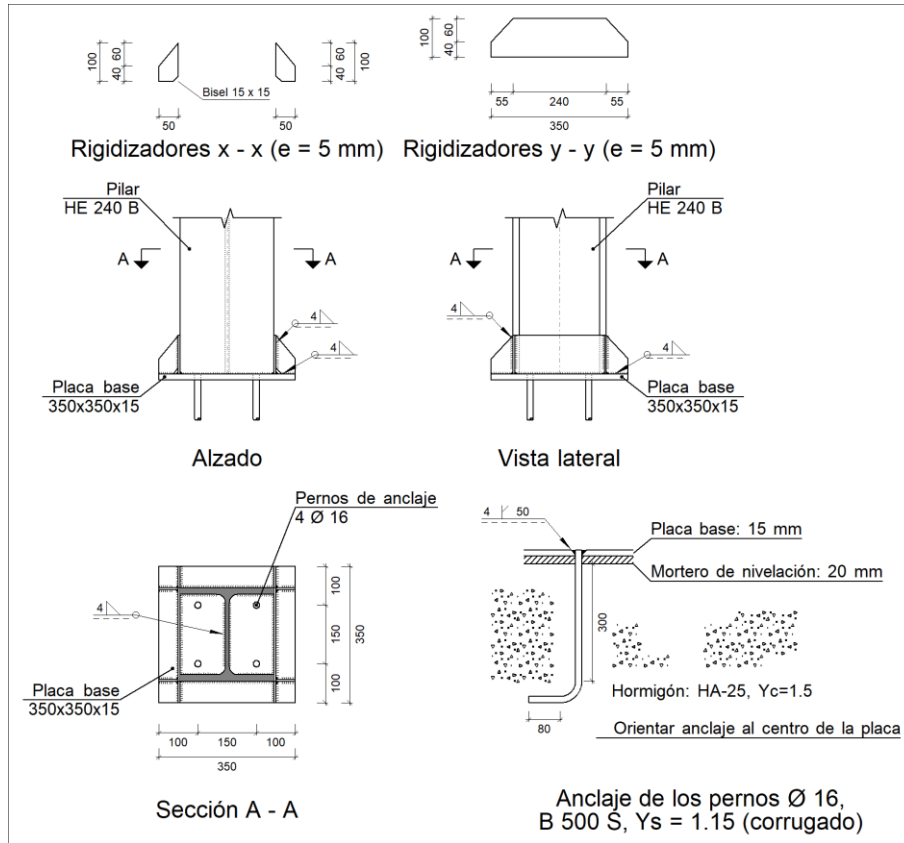 100
60
40
60
40
100
Bisel 15 x 15
50
50
Rigidizadores x - x (e = 5 mm)
100
60
40
55
240
55
350
Rigidizadores y - y (e = 5 mm)
Pilar
HE 240 B
A
A
4
4
Placa base
350x350x15
Alzado
Pilar
HE 240 B
A
A
4
4
Placa base
350x350x15
Vista lateral
Pernos de anclaje
4 Ø 16
4
100
150
100
350
Placa base
350x350x15
100
150
100
350
Sección A - A
4
50
Placa base: 15 mm
Mortero de nivelación: 20 mm
300
Hormigón: HA-25, Yc=1.5
80
Orientar anclaje al centro de la placa
Anclaje de los pernos Ø 16,
B 500 S, Ys = 1.15 (corrugado)